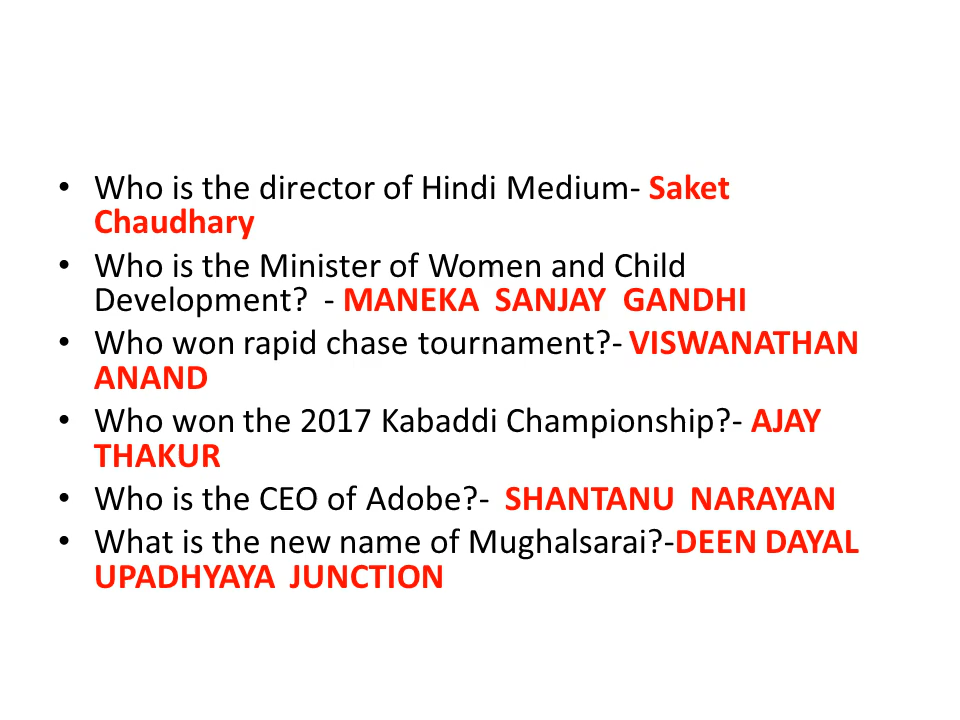 • Who is the director of Hindi Medium- Saket
Chaudhary
• Who is the Minister of Women and Child
Development?  - MANEKA  SANJAY  GANDHI
• Who won rapid chase tournament?- VISWANATHAN
ANAND
• Who won the 2017 Kabaddi Championship?- AJAY
THAKUR
• Who is the CEO of Adobe?-  SHANTANU  NARAYAN
• What is the new name of Mughalsarai?-DEEN DAYAL
UPADHYAYA  JUNCTION